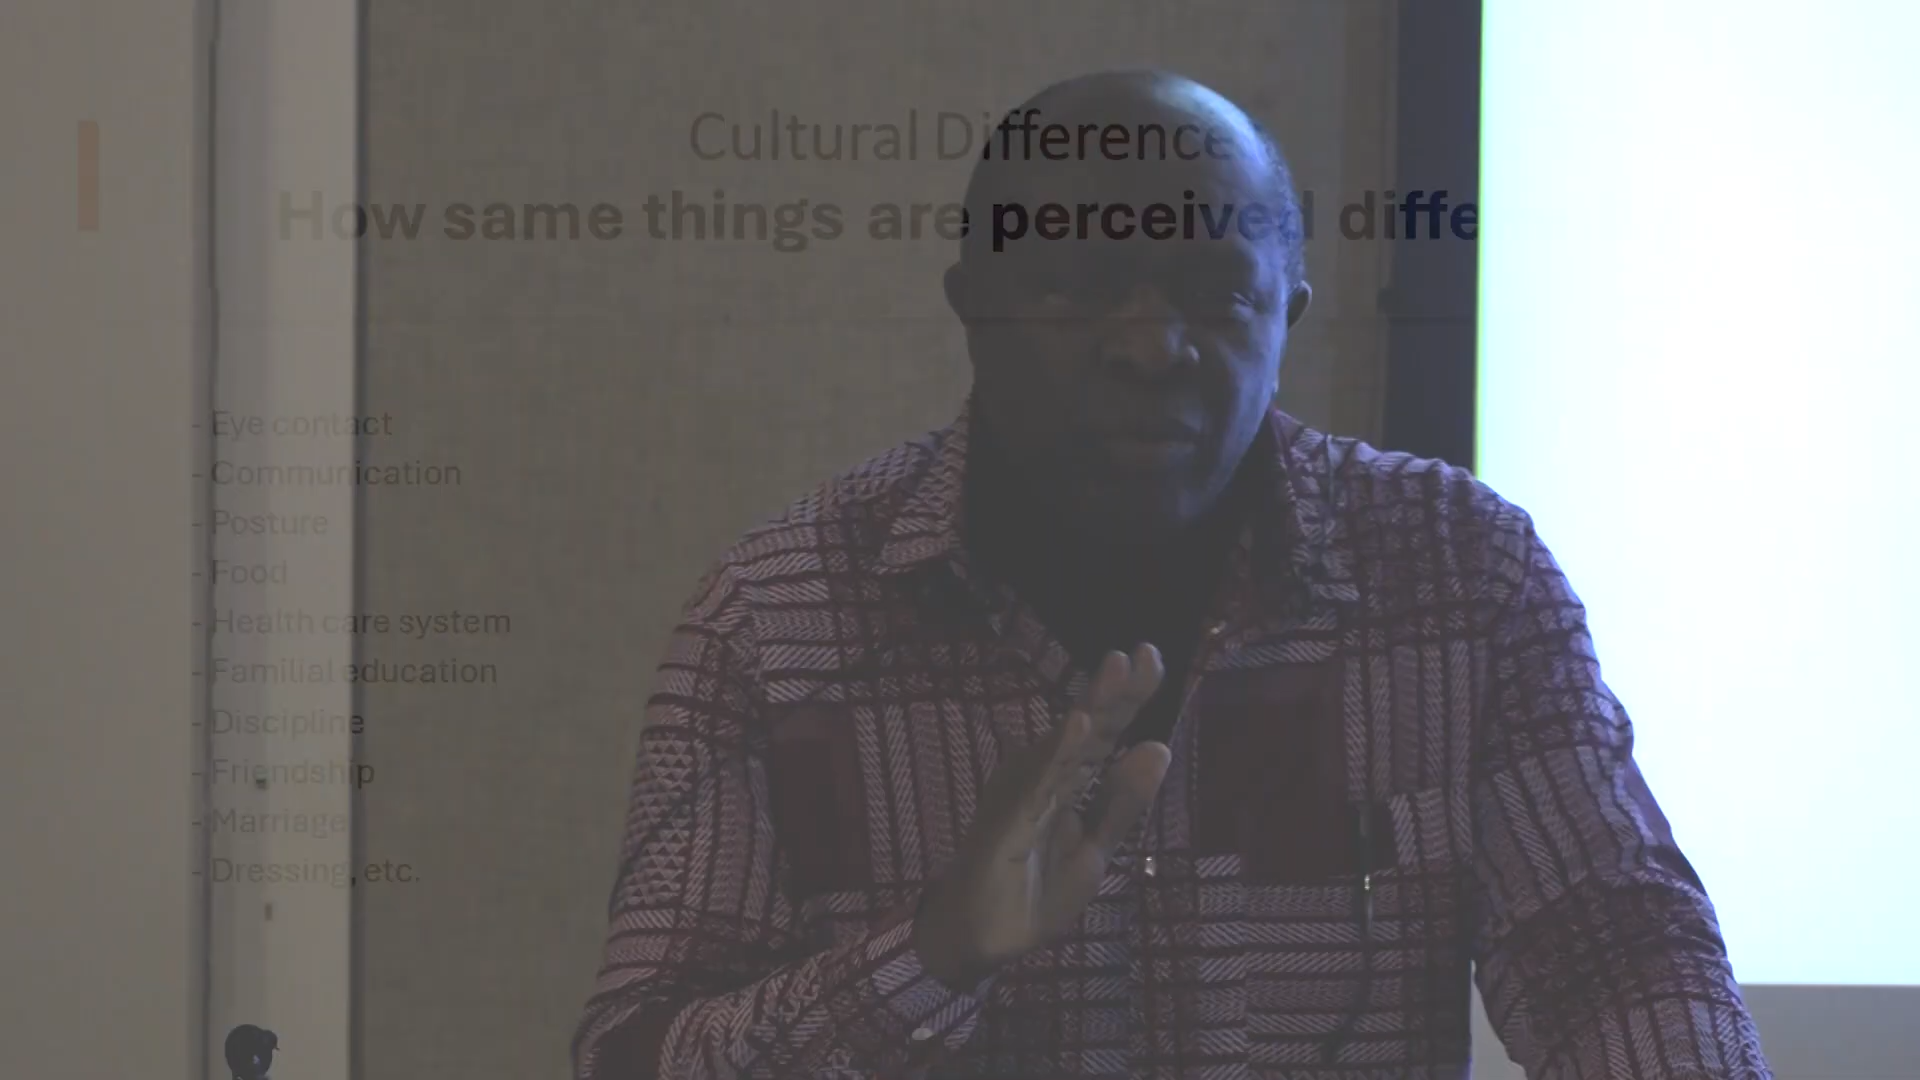 Cultural Difference
How same things are perceived diffe
- Eye contact
- Communication
- Posture
- Food
- Health care system
- Familial education
- Discipline
- Friendship
- Marriage
- Dressing, etc.